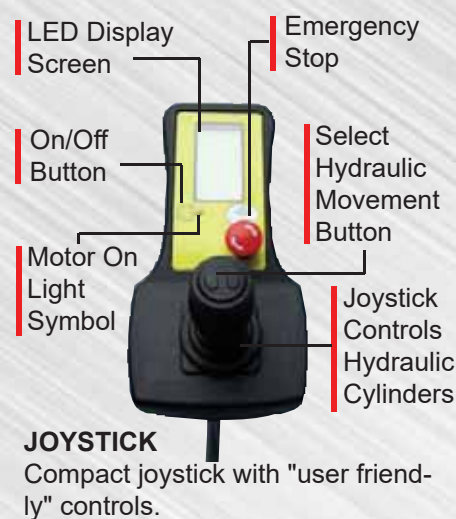 LED Display
Screen
Emergency
Stop
On/Off
Button
Select
Hydraulic
Movement
Button
Motor On
Light
Symbol
Joystick
Controls
Hydraulic
Cylinders
JOYSTICK
Compact joystick with "user friend-
ly" controls.